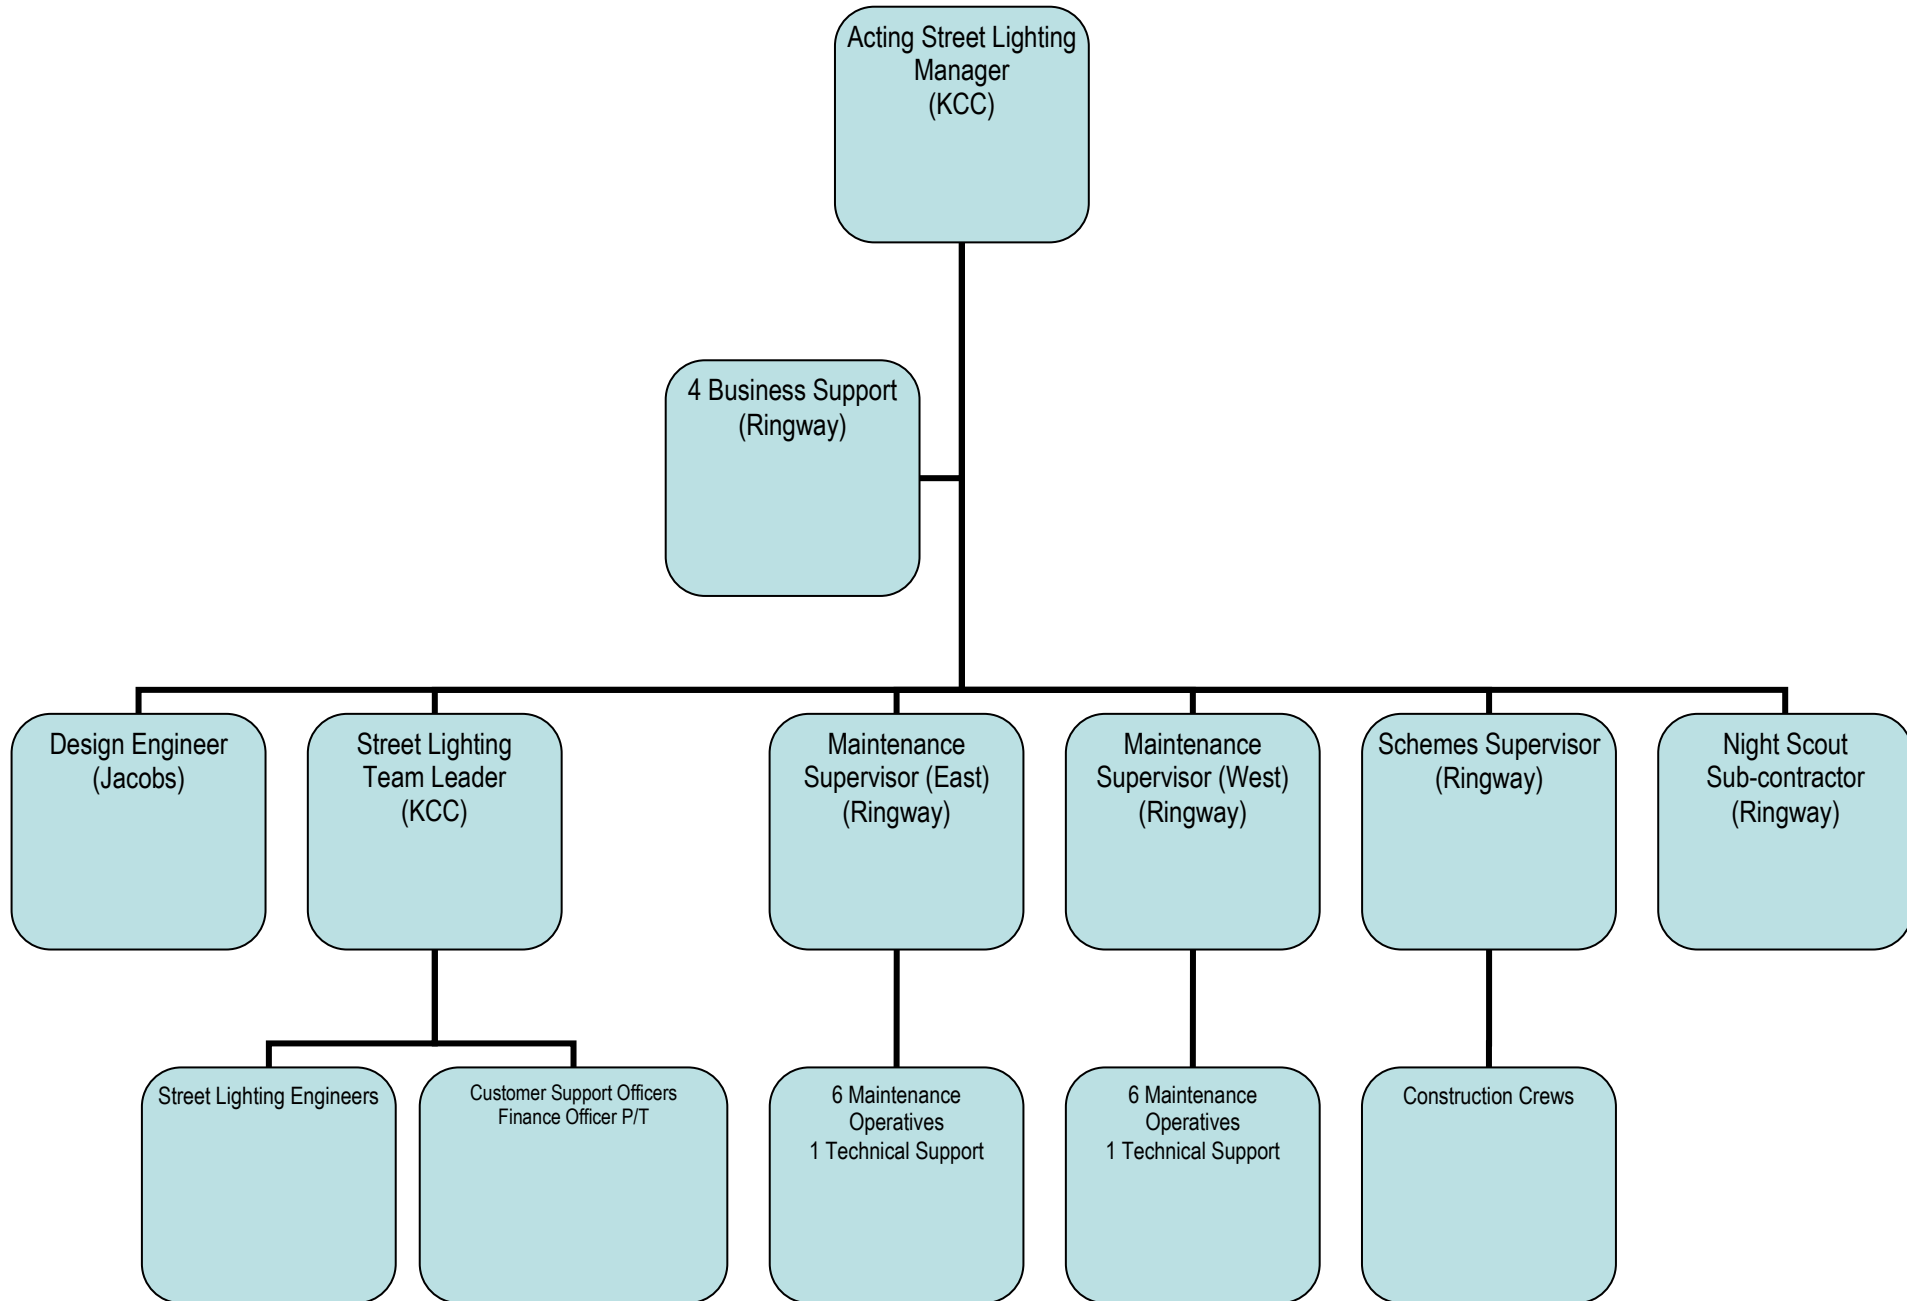 Acting Street Lighting
Manager
(KCC)
4 Business Support
(Ringway)
Design Engineer
(Jacobs)
Street Lighting
Team Leader
(KCC)
Maintenance
Supervisor (East)
(Ringway)
Maintenance
Supervisor (West)
(Ringway)
Schemes Supervisor
(Ringway)
Night Scout
Sub-contractor
(Ringway)
Street Lighting Engineers
Customer Support Officers
Finance Officer P/T
6 Maintenance
Operatives
1 Technical Support
6 Maintenance
Operatives
1 Technical Support
Construction Crews